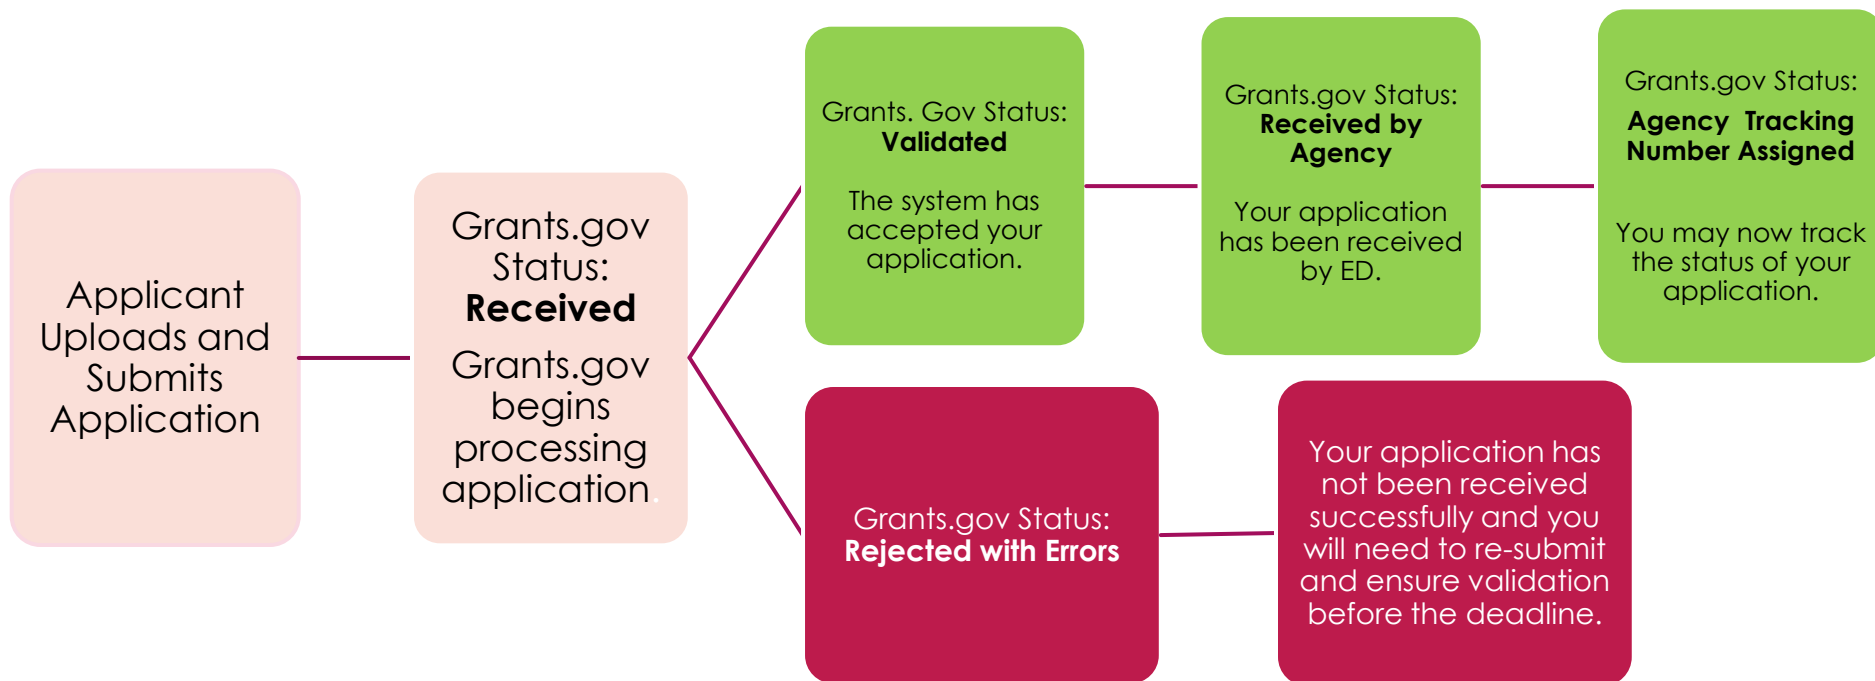 Applicant
Uploads and
Submits
Application
Grants.gov
Status:
Received
Grants.gov
begins
processing
application.
Grants. Gov Status:
Validated
The system has
accepted your
application.
Grants.gov Status:
Received by
Agency
Your application
has been received
by ED.
Grants.gov Status:
Agency Tracking
Number Assigned
You may now track
the status of your
application.
Grants.gov Status:
Rejected with Errors
Your application has
not been received
successfully and you
will need to re-submit
and ensure validation
before the deadline.